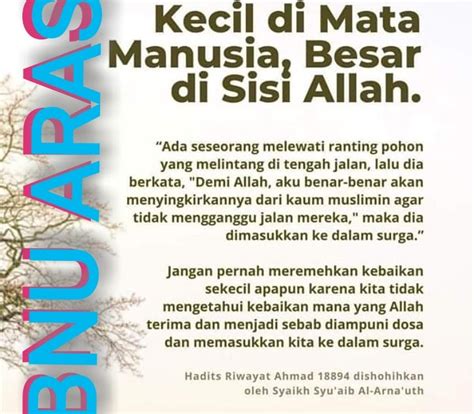 Kecil di Mata
Manusia, Besar
di Sisi Allah.
“Ada seseorang melewati ranting pohon
yang melintang di tengah jalan, lalu dia
berkata, "Demi Allah, aku benar-benar akan
menyingkirkannya dari kaum muslimin agar
tidak mengganggu jalan mereka," maka dia
dimasukkan ke dalam surga.”
Jangan pernah meremehkan kebaikan
sekecil apapun karena kita tidak
mengetahui kebaikan mana yang Allah
terima dan menjadi sebab diampuni dosa
dan memasukkan kita ke dalam surga.
Hadits Riwayat Ahmad 18894 dishohihkan
oleh Syaikh Syu'aib Al-Arna'uth
BNU ARAS